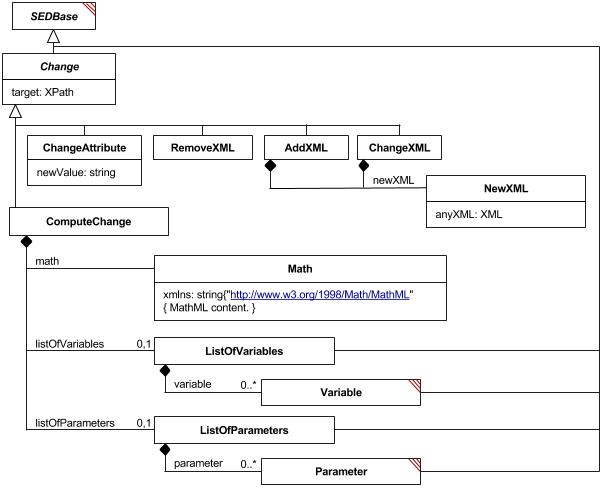 SEDBase
Change
target: XPath
ChangeAttribute
newValue: string
RemoveXML
AddXML
ChangeXML
newXML
NewXML
anyXML: XML
ComputeChange
math
Math
xmlns: string{"http://www.w3.org/1998/Math/MathML"
{ MathML content. }
listOfVariables 0,1
ListOfVariables
variable 0..*
Variable
listOfParameters 0,1
ListOfParameters
parameter 0..*
Parameter